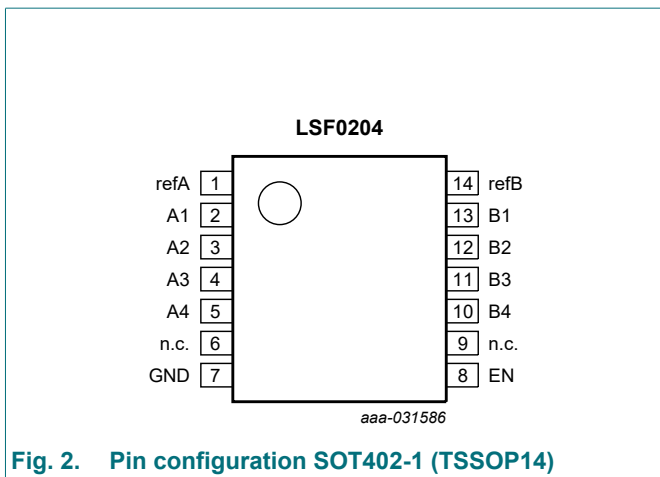 LSF0204
refA 1 14 refB
A1 2 13 B1
A2 3 12 B2
A3 4 11 B3
A4 5 10 B4
n.c. 6 9 n.c.
GND 7 8 EN
aaa-031586
Fig. 2. Pin configuration SOT402-1 (TSSOP14)